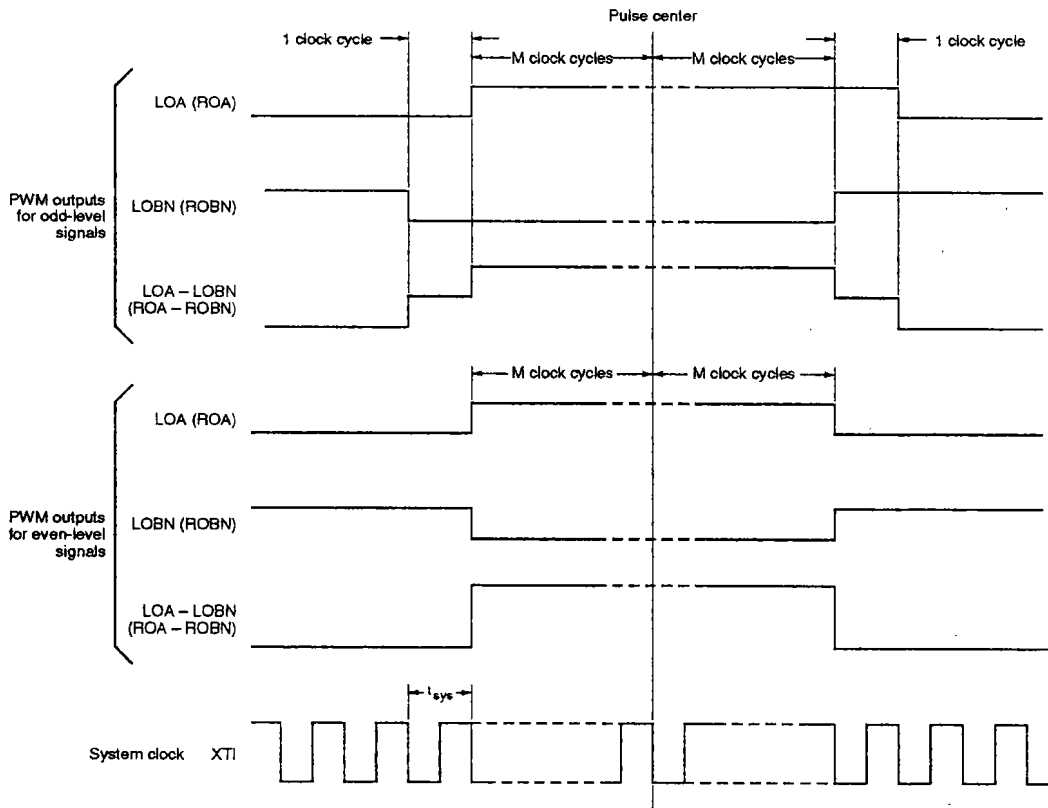 Pulse center
1 clock cycle
1 clock cycle
M clock cycles
M clock cycles
LOA (ROA)
PWM outputs
for odd-level
signals
LOBN (ROBN)
LOA – LOBN
(ROA – ROBN)
M clock cycles
M clock cycles
LOA (ROA)
PWM outputs
for even-level
signals
LOBN (ROBN)
LOA – LOBN
(ROA – ROBN)
tsys
System clock XTI